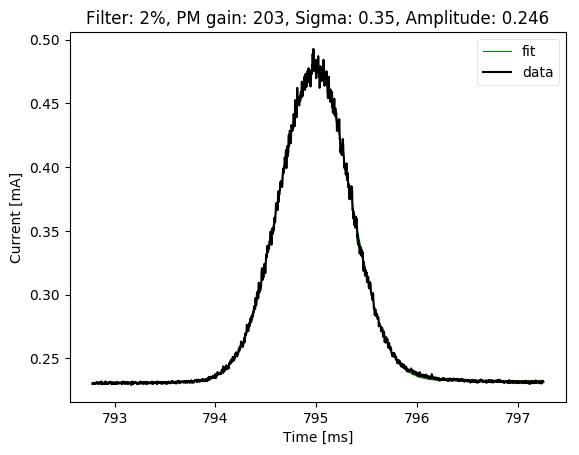 Filter: 2%, PM gain: 203, Sigma: 0.35, Amplitude: 0.246
fit
data
0.50
0.45
0.40
0.35
0.30
0.25
Current [mA]
793
794
795
796
797
Time [ms]